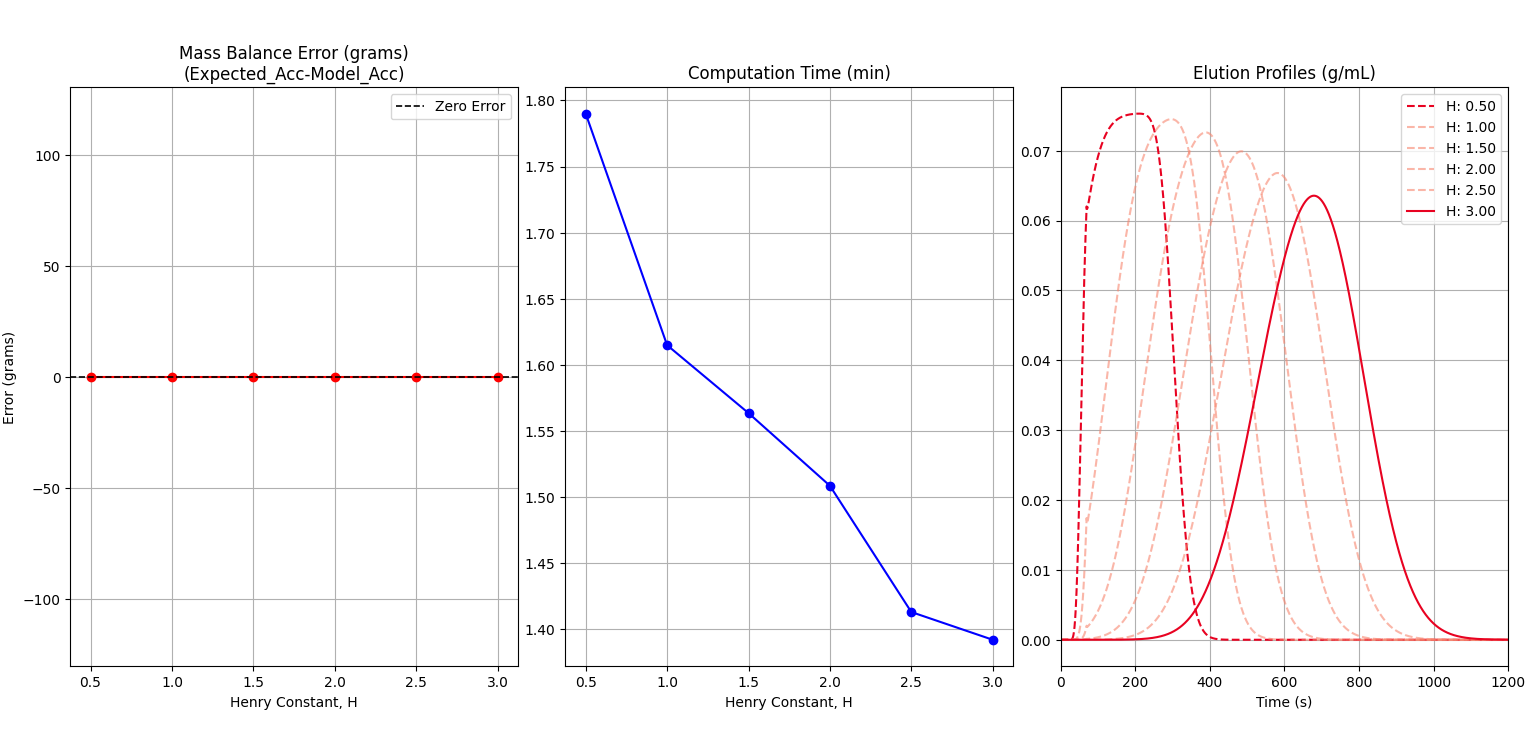 Mass Balance Error (grams)
(Expected_Acc-Model_Acc)
Zero Error
100
50
0
−50
−100
Error (grams)
0.5 1.0 1.5 2.0 2.5 3.0
Henry Constant, H
Computation Time (min)
1.80
1.75
1.70
1.65
1.60
1.55
1.50
1.45
1.40
0.5 1.0 1.5 2.0 2.5 3.0
Henry Constant, H
Elution Profiles (g/mL)
H: 0.50
H: 1.00
H: 1.50
H: 2.00
H: 2.50
H: 3.00
0.07
0.06
0.05
0.04
0.03
0.02
0.01
0.00
0 200 400 600 800 1000 1200
Time (s)